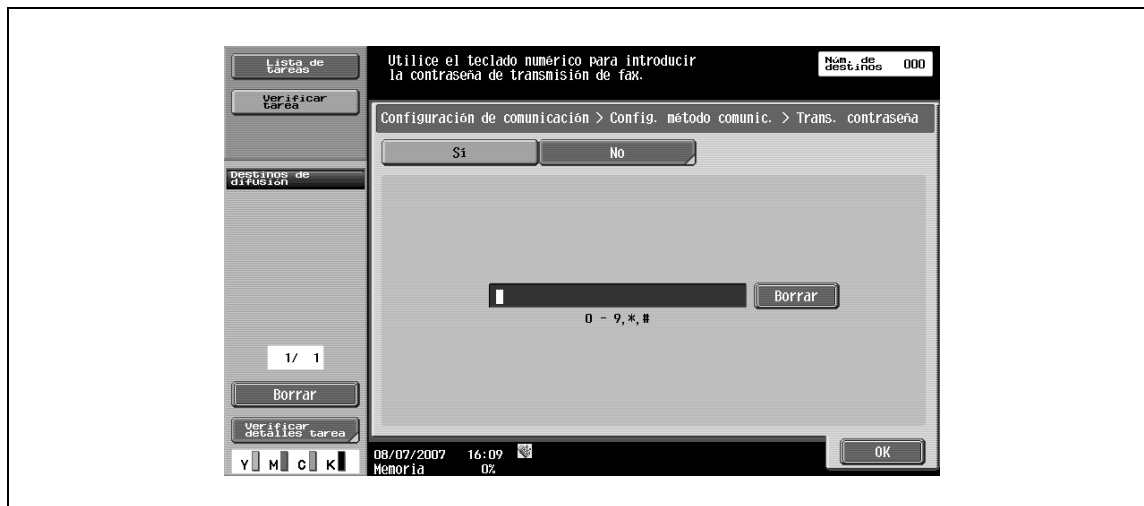 Lista de
tareas
Verificar
tarea
Destinos de
difusión
1/ 1
Borrar
Verificar
detalles tarea
Y M C K
Utilice el teclado numérico para introducir
la contraseña de transmisión de fax.
Núm. de
destinos 000
Configuración de comunicación > Config. método comunic. > Trans. contraseña
Sí No
Borrar
0 - 9,*,#
08/07/2007 16:09
Memoria 0%
OK